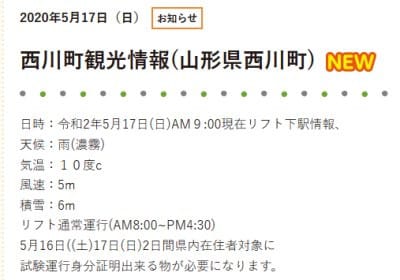 2020年5月17日（日） お知らせ
西川町観光情報(山形県西川町) NEW
日時：令和2年5月17日(日)AM９:00現在リフト下駅情報、
天候：雨(濃霧)
気温：１０度c
風速：5m
積雪：6m
リフト通常運行(AM8:00~PM4:30)
5月16日((土)17日(日)2日間県内在住者対象に
試験運行身分証明出来る物が必要になります。